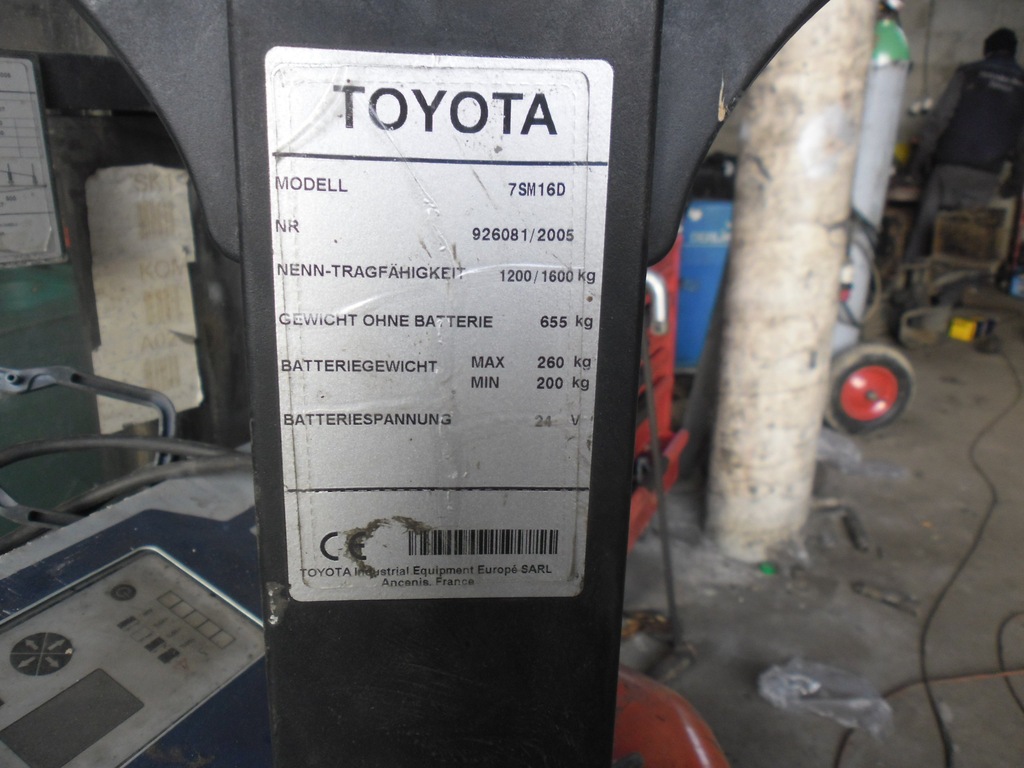 TOYOTA
MODELL 7SM16D
NR 926081/2005
NENN-TRAGFÄHIGKEIT 1200/1600 kg
GEWICHT OHNE BATTERIE 655 kg
BATTERIEGEWICHT MAX 260 kg
MIN 200 kg
BATTERIESPANNUNG 24 V
CE
TOYOTA Industrial Equipment Europé SARL
Ancenis, France